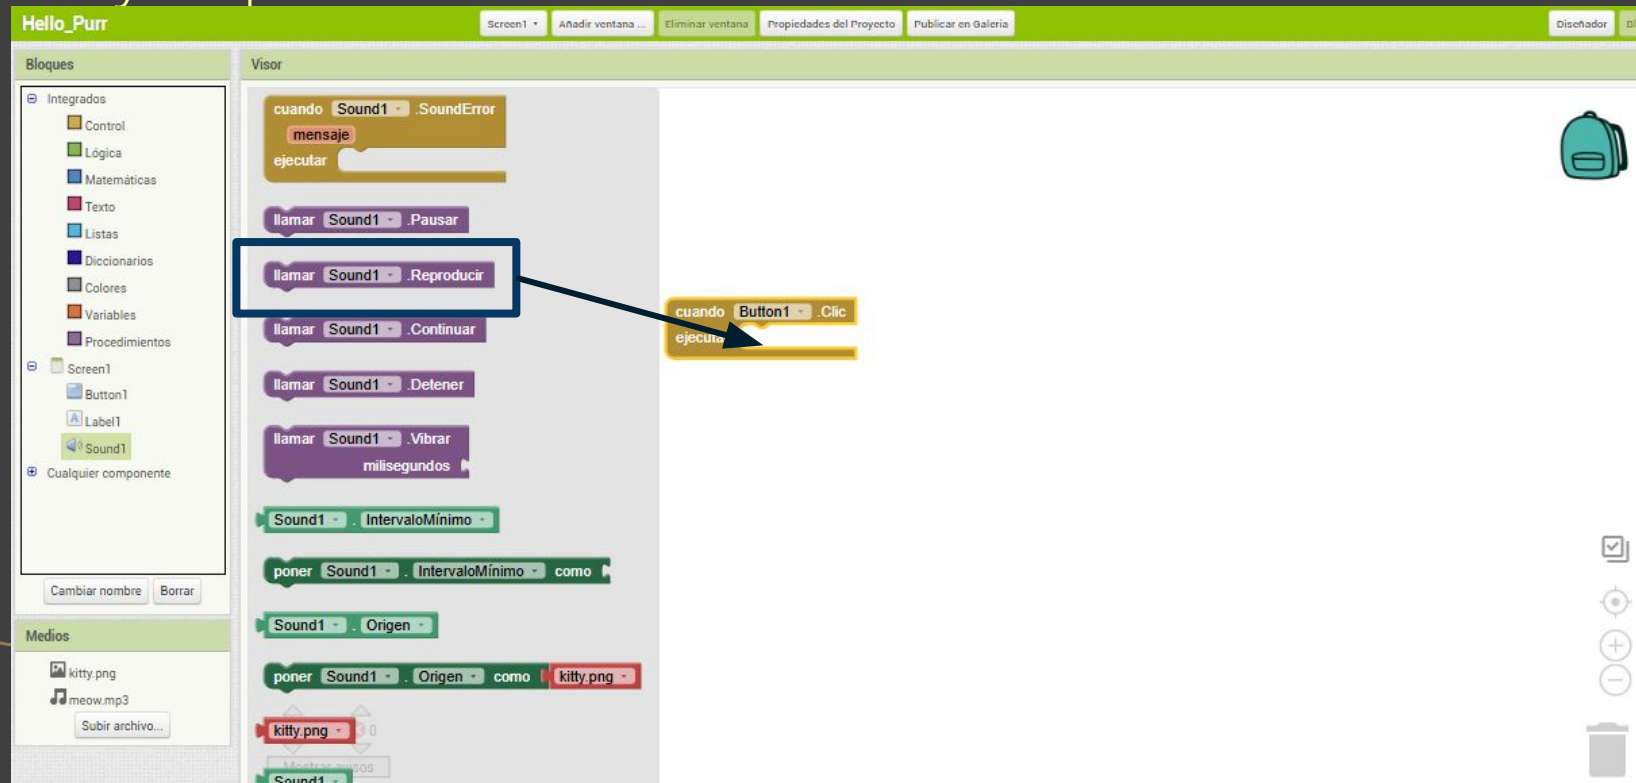 Hello_Purr
Screen1
Añadir ventana ...
Eliminar ventana
Propiedades del Proyecto
Publicar en Galería
Diseñador
Bloques
Visor
Integrados
Control
Lógica
Matemáticas
Texto
Listas
Diccionarios
Colores
Variables
Procedimientos
Screen1
Button1
Label1
Sound1
Cualquier componente
Cambiar nombre
Borrar
Medios
kitty.png
meow.mp3
Subir archivo...
cuando Sound1 .SoundError
mensaje
ejecutar
llamar Sound1 .Pausar
llamar Sound1 .Reproducir
llamar Sound1 .Continuar
llamar Sound1 .Detener
llamar Sound1 .Vibrar
milisegundos
Sound1 . IntervaloMínimo
poner Sound1 . IntervaloMínimo como
Sound1 . Origen
poner Sound1 . Origen como kitty.png
kitty.png
0
Mostrar avisos
Sound1
cuando Button1 .Clic